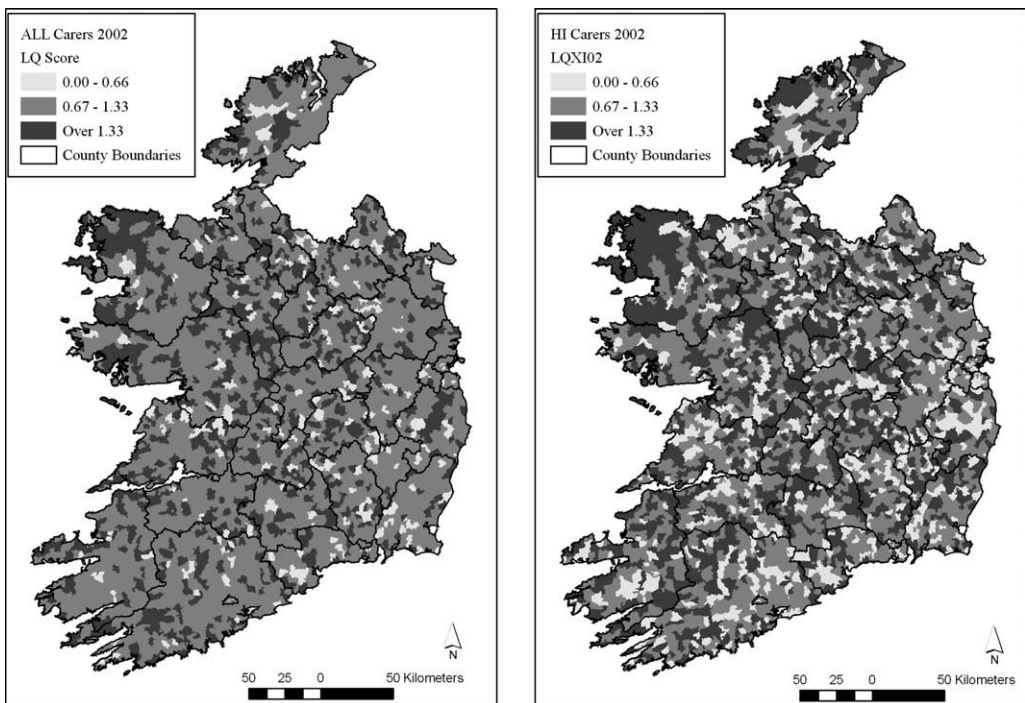 ALL Carers 2002
LQ Score
0.00 - 0.66
0.67 - 1.33
Over 1.33
County Boundaries
N
50 25 0 50 Kilometers
HI Carers 2002
LQXI02
0.00 - 0.66
0.67 - 1.33
Over 1.33
County Boundaries
N
50 25 0 50 Kilometers